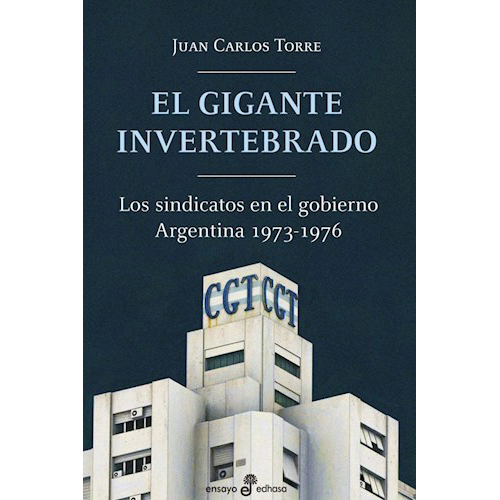 JUAN CARLOS TORRE
EL GIGANTE
INVERTEBRADO
Los sindicatos en el gobierno
Argentina 1973-1976
CGT CGT
ensayo edhasa